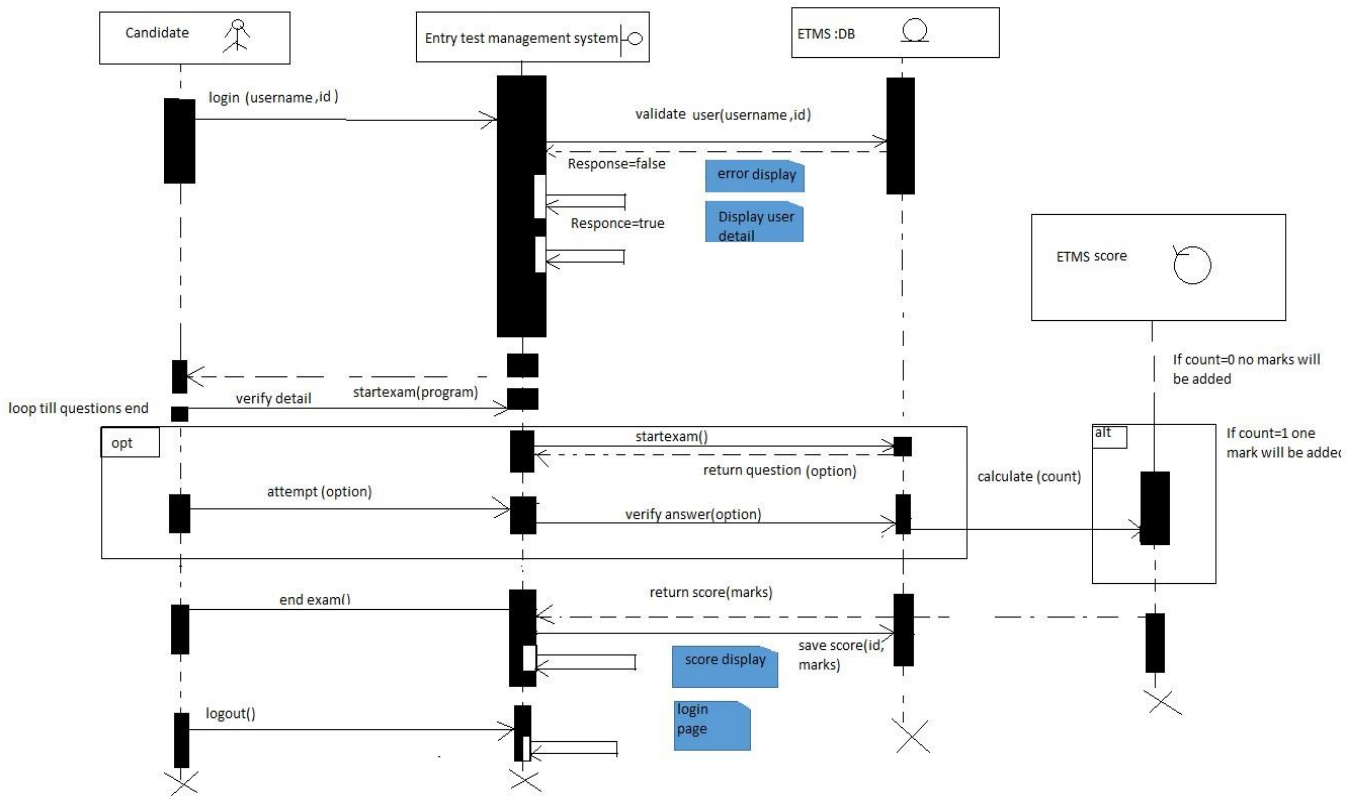 Candidate
Entry test management system
ETMS :DB
login (username,id )
validate user(username,id)
Response=false
error display
Responce=true
Display user
detail
ETMS score
If count=0 no marks will
be added
startexam(program)
verify detail
loop till questions end
opt
startexam()
return question (option)
alt
If count=1 one
mark will be added
attempt (option)
verify answer(option)
calculate (count)
end exam()
return score(marks)
save score(id,
marks)
score display
logout()
login
page